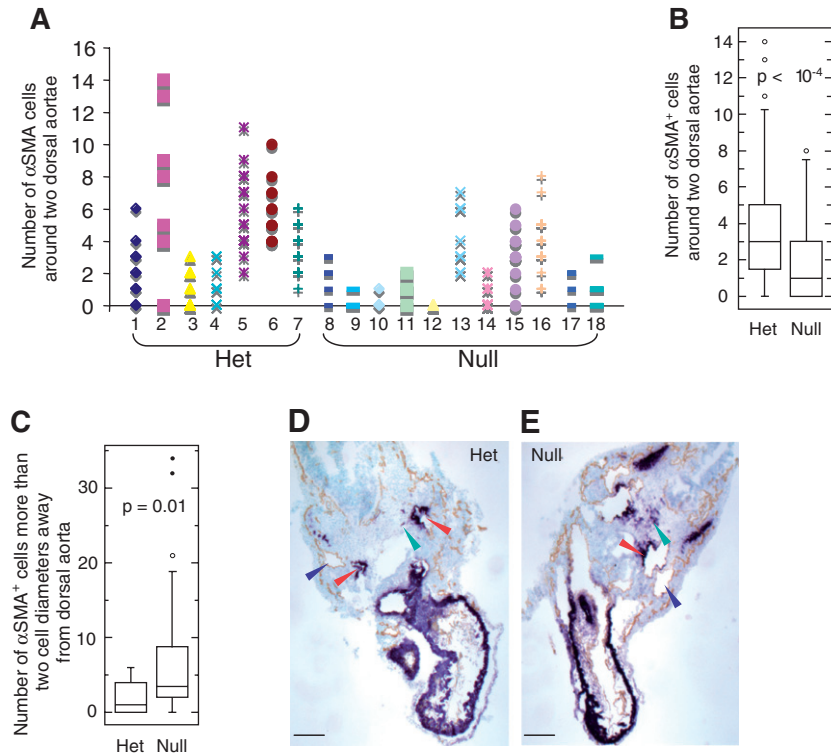 A
Number of αSMA cells
around two dorsal aortae
16
14
12
10
8
6
4
2
0
1 2 3 4 5 6 7 8 9 10 11 12 13 14 15 16 17 18
Het Null
B
Number of αSMA⁺ cells
around two dorsal aortae
14
12
10
8
6
4
2
0
p < 10⁻⁴
Het Null
C
Number of αSMA⁺ cells more than
two cell diameters away
from dorsal aorta
30
20
10
0
p = 0.01
Het Null
D
Het
E
Null